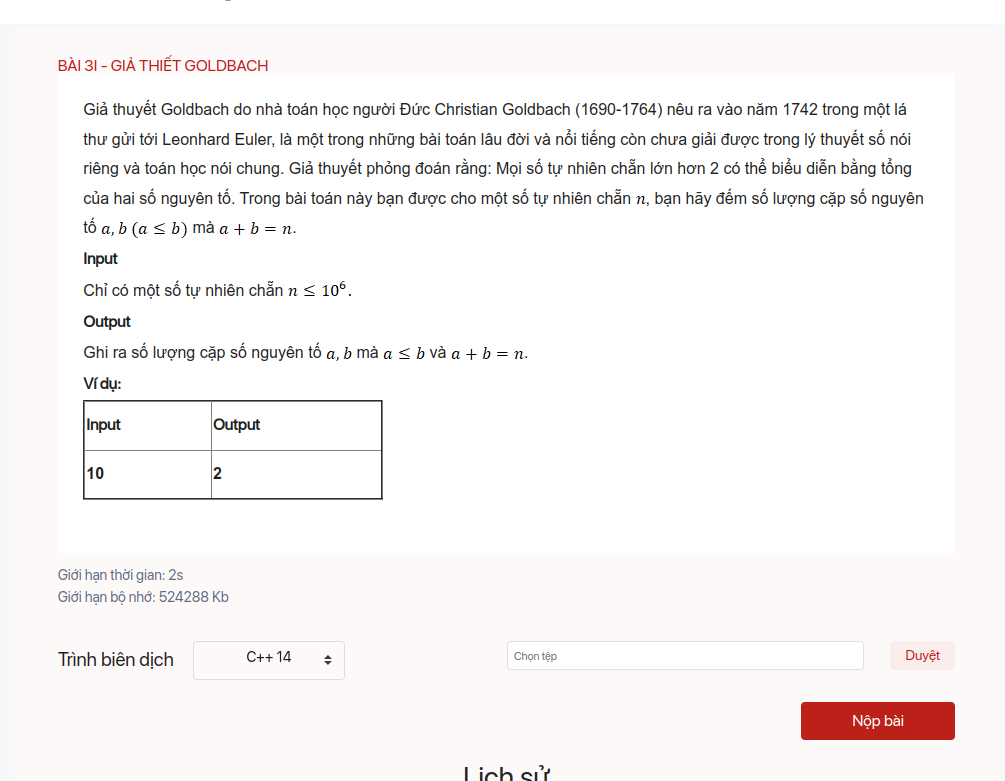 BÀI 3I - GIẢ THIẾT GOLDBACH
Giả thuyết Goldbach do nhà toán học người Đức Christian Goldbach (1690-1764) nêu ra vào năm 1742 trong một lá
thư gửi tới Leonhard Euler, là một trong những bài toán lâu đời và nổi tiếng còn chưa giải được trong lý thuyết số nói
riêng và toán học nói chung. Giả thuyết phỏng đoán rằng: Mọi số tự nhiên chẵn lớn hơn 2 có thể biểu diễn bằng tổng
của hai số nguyên tố. Trong bài toán này bạn được cho một số tự nhiên chẵn n, bạn hãy đếm số lượng cặp số nguyên
tố a, b (a ≤ b) mà a + b = n.
Input
Chỉ có một số tự nhiên chẵn n ≤ 10⁶.
Output
Ghi ra số lượng cặp số nguyên tố a, b mà a ≤ b và a + b = n.
Ví dụ:
Input Output
10 2
Giới hạn thời gian: 2s
Giới hạn bộ nhớ: 524288 Kb
Trình biên dịch C++ 14 Chọn tệp Duyệt
Nộp bài
Lịch sử